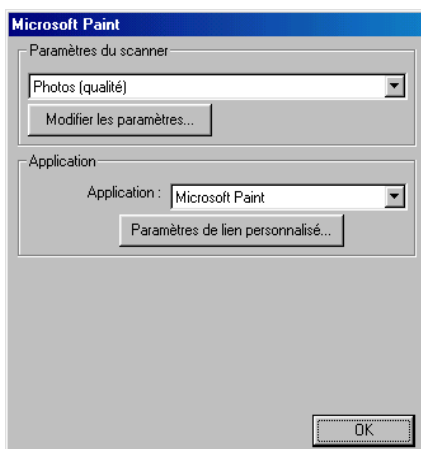 Microsoft Paint
Paramètres du scanner
Photos (qualité)
Modifier les paramètres...
Application
Application : Microsoft Paint
Paramètres de lien personnalisé...
OK